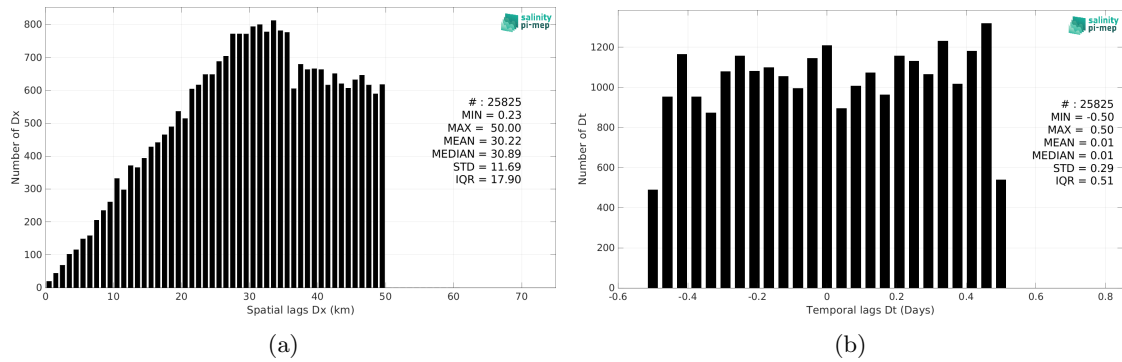 salinity
pi-mep
Number of Dx
800
700
600
500
400
300
200
100
0
# : 25825
MIN = 0.23
MAX = 50.00
MEAN = 30.22
MEDIAN = 30.89
STD = 11.69
IQR = 17.90
0 10 20 30 40 50 60 70
Spatial lags Dx (km)
(a)
salinity
pi-mep
Number of Dt
1200
1000
800
600
400
200
0
# : 25825
MIN = -0.50
MAX = 0.50
MEAN = 0.01
MEDIAN = 0.01
STD = 0.29
IQR = 0.51
-0.6 -0.4 -0.2 0 0.2 0.4 0.6 0.8
Temporal lags Dt (Days)
(b)